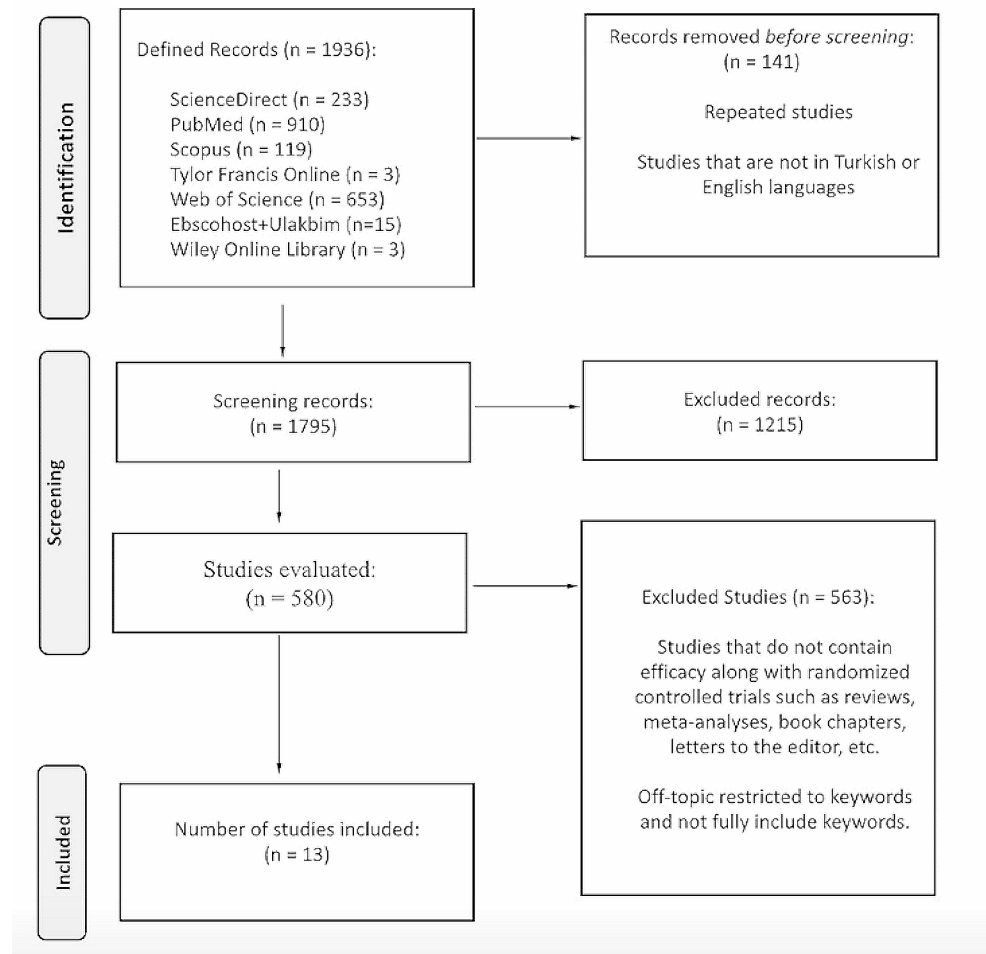 Identification
Defined Records (n = 1936):
ScienceDirect (n = 233)
PubMed (n = 910)
Scopus (n = 119)
Tylor Francis Online (n = 3)
Web of Science (n = 653)
Ebscohost+Ulakbim (n=15)
Wiley Online Library (n = 3)
Records removed before screening:
(n = 141)
Repeated studies
Studies that are not in Turkish or
English languages
Screening
Screening records:
(n = 1795)
Excluded records:
(n = 1215)
Studies evaluated:
(n = 580)
Excluded Studies (n = 563):
Studies that do not contain
efficacy along with randomized
controlled trials such as reviews,
meta-analyses, book chapters,
letters to the editor, etc.
Off-topic restricted to keywords
and not fully include keywords.
Included
Number of studies included:
(n = 13)